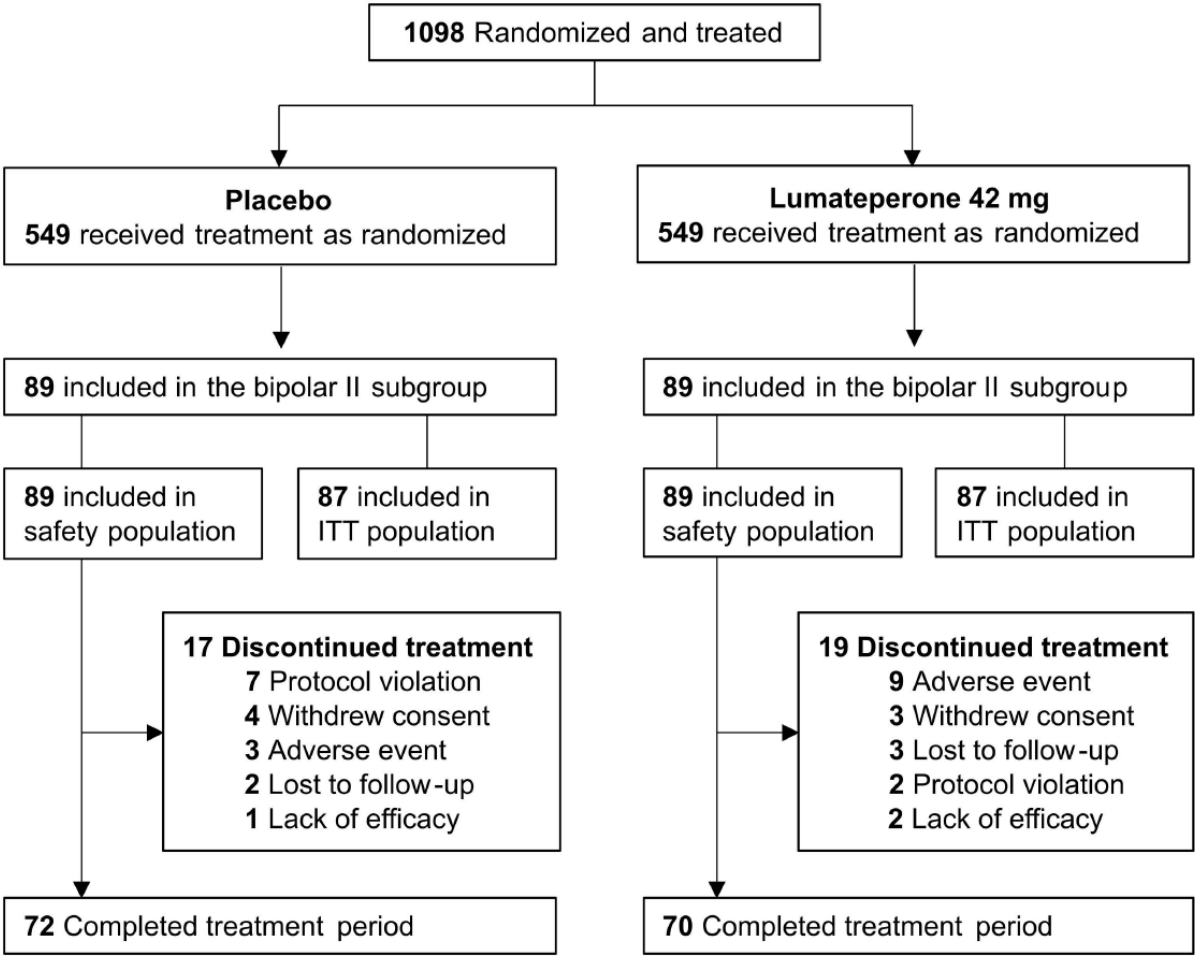 1098 Randomized and treated
Placebo
549 received treatment as randomized
Lumateperone 42 mg
549 received treatment as randomized
89 included in the bipolar II subgroup
89 included in the bipolar II subgroup
89 included in
safety population
87 included in
ITT population
89 included in
safety population
87 included in
ITT population
17 Discontinued treatment
7 Protocol violation
4 Withdrew consent
3 Adverse event
2 Lost to follow-up
1 Lack of efficacy
19 Discontinued treatment
9 Adverse event
3 Withdrew consent
3 Lost to follow-up
2 Protocol violation
2 Lack of efficacy
72 Completed treatment period
70 Completed treatment period